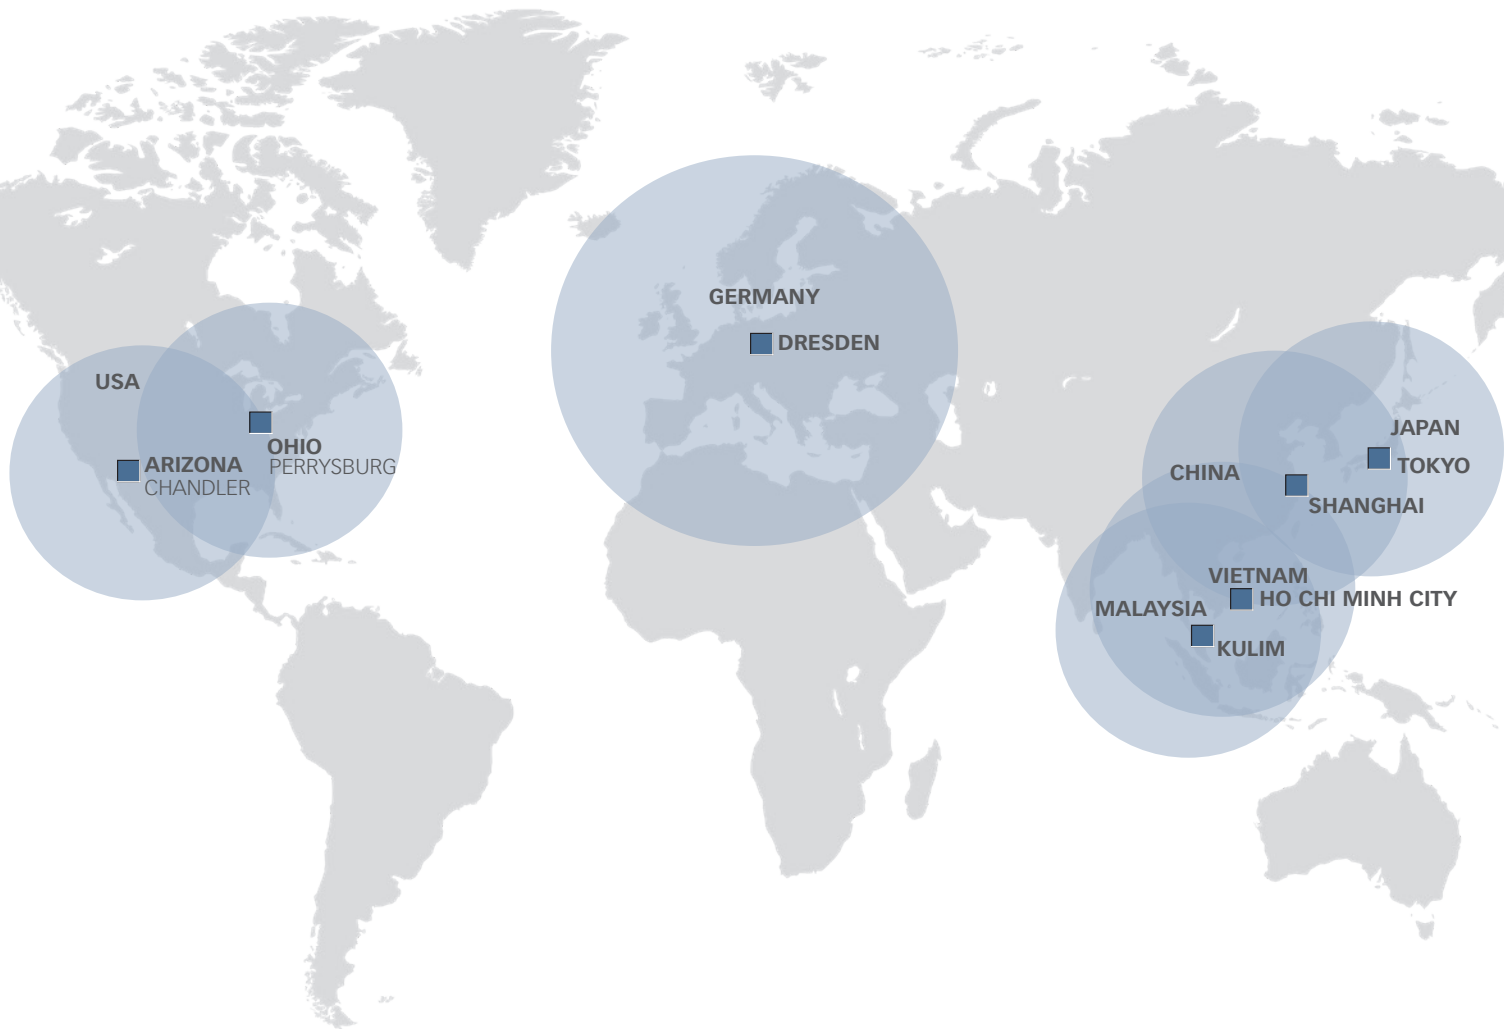 USA
ARIZONA
CHANDLER
OHIO
PERRYSBURG
GERMANY
DRESDEN
JAPAN
TOKYO
CHINA
SHANGHAI
VIETNAM
HO CHI MINH CITY
MALAYSIA
KULIM